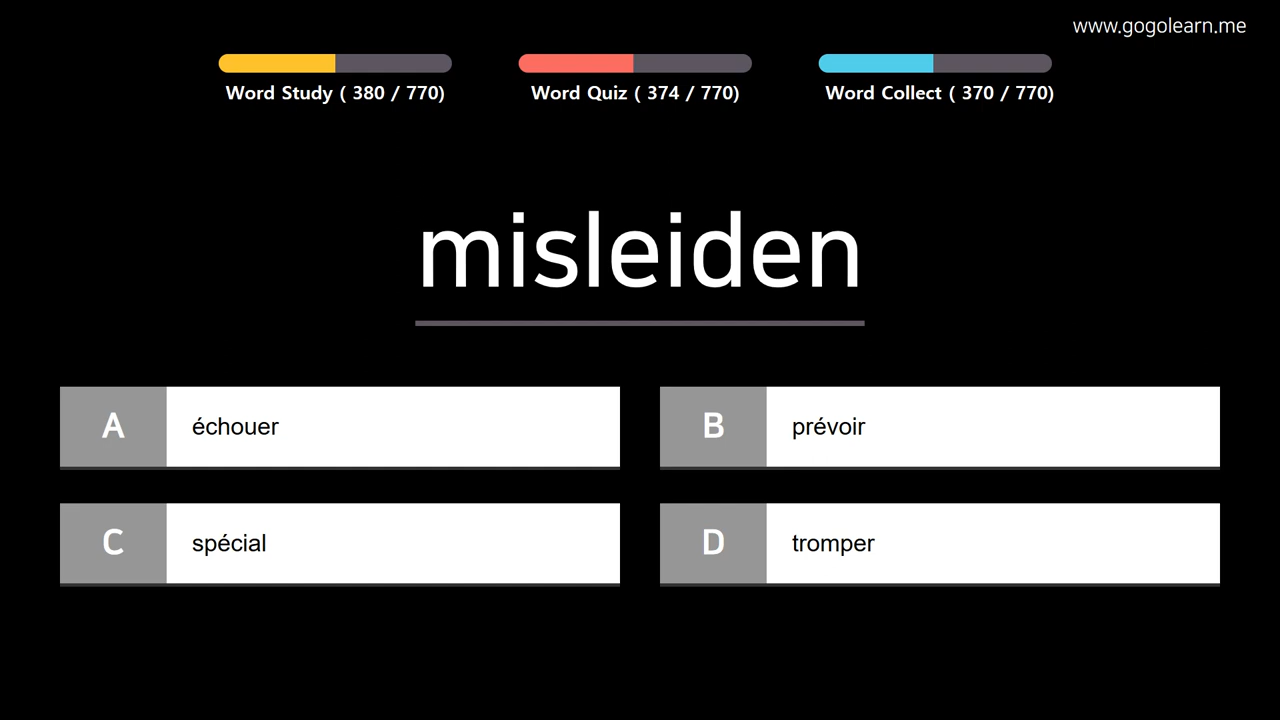 www.gogolearn.me
Word Study ( 380 / 770)
Word Quiz ( 374 / 770)
Word Collect ( 370 / 770)
misleiden
A échouer
B prévoir
C spécial
D tromper